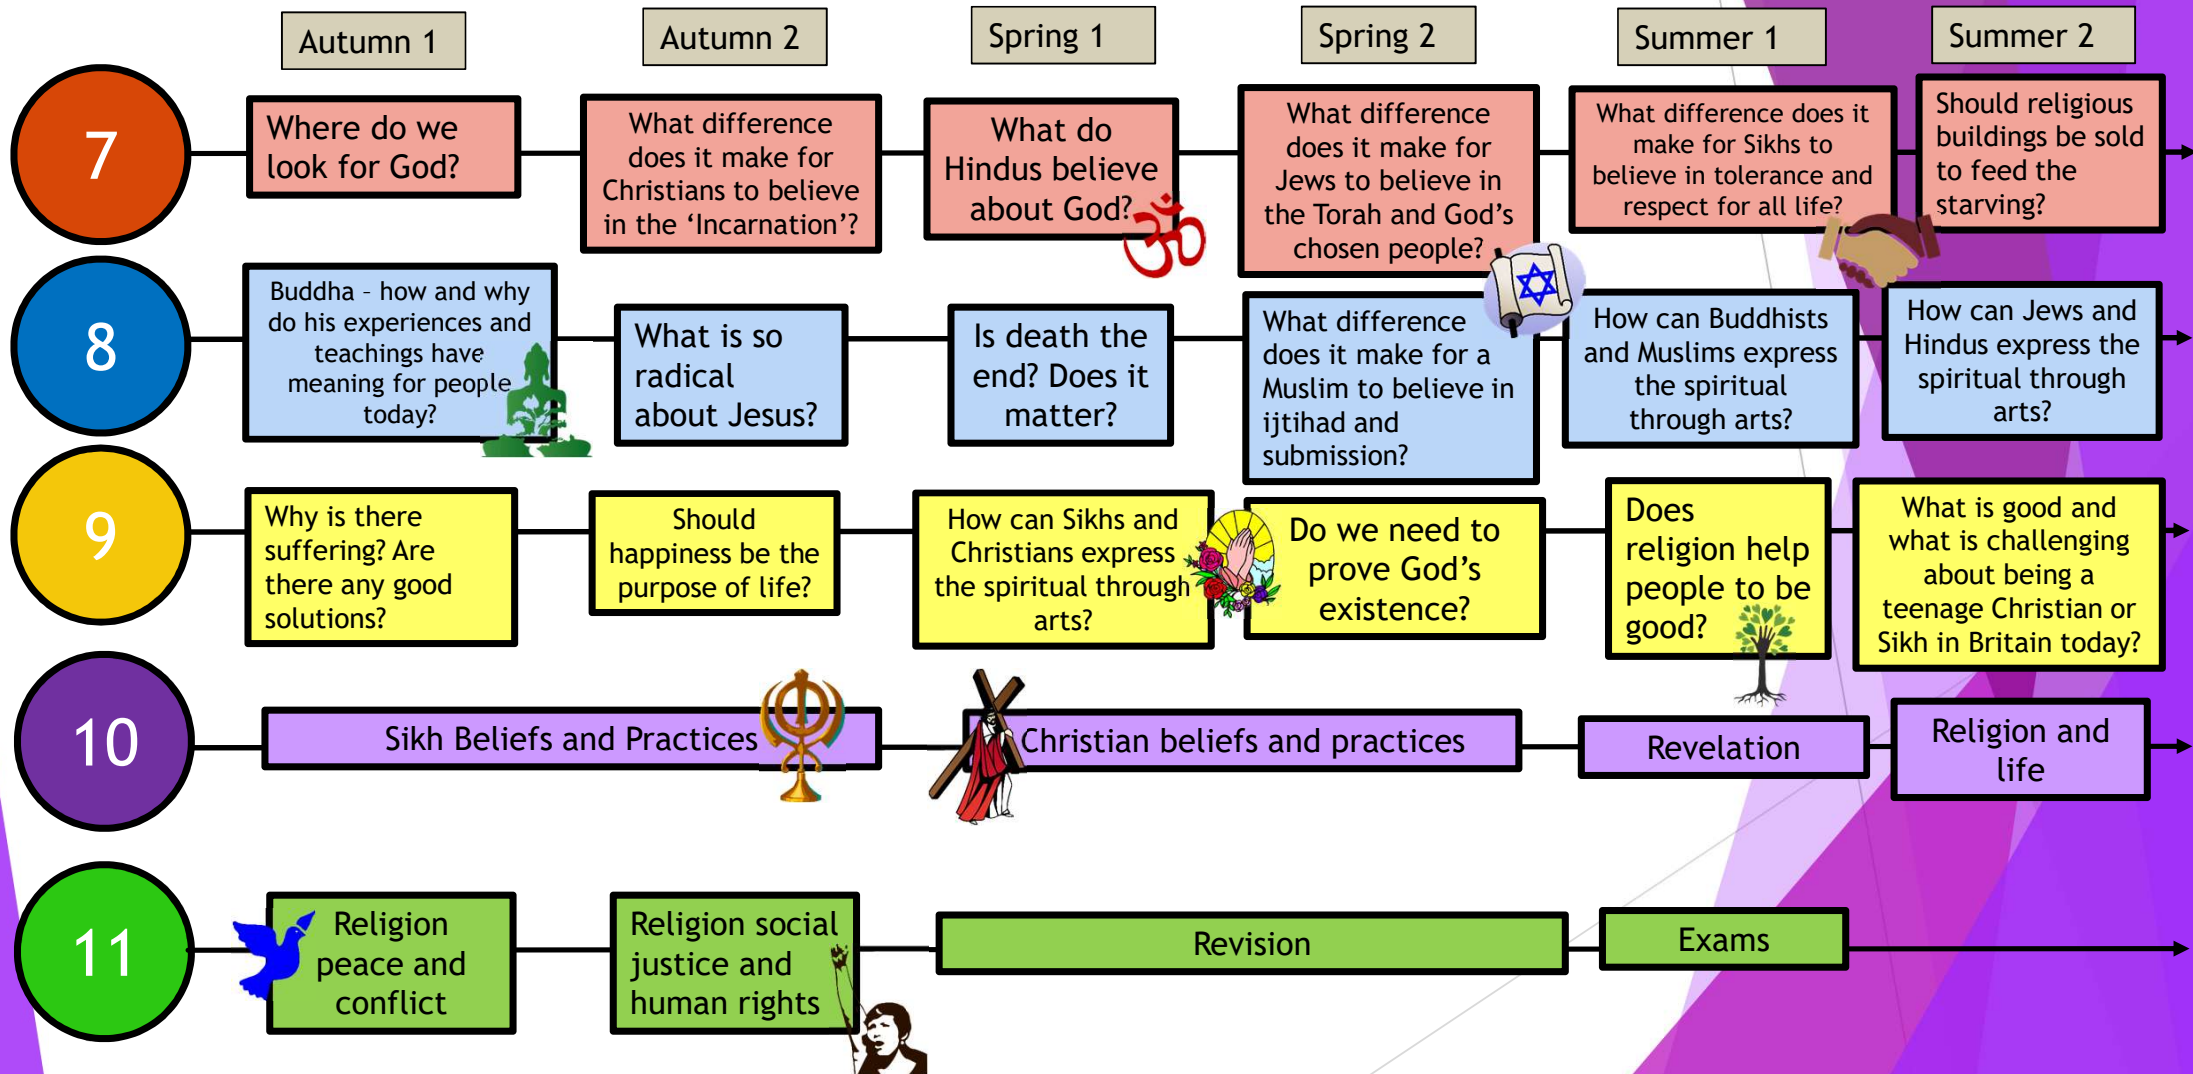 Autumn 1
Autumn 2
Spring 1
Spring 2
Summer 1
Summer 2
7
Where do we
look for God?
What difference
does it make for
Christians to believe
in the ‘Incarnation’?
What do
Hindus believe
about God?
What difference
does it make for
Jews to believe in
the Torah and God’s
chosen people?
What difference does it
make for Sikhs to
believe in tolerance and
respect for all life?
Should religious
buildings be sold
to feed the
starving?
8
Buddha – how and why
do his experiences and
teachings have
meaning for people
today?
What is so
radical
about Jesus?
Is death the
end? Does it
matter?
What difference
does it make for a
Muslim to believe in
ijtihad and
submission?
How can Buddhists
and Muslims express
the spiritual
through arts?
How can Jews and
Hindus express the
spiritual through
arts?
9
Why is there
suffering? Are
there any good
solutions?
Should
happiness be the
purpose of life?
How can Sikhs and
Christians express
the spiritual through
arts?
Do we need to
prove God’s
existence?
Does
religion help
people to be
good?
What is good and
what is challenging
about being a
teenage Christian or
Sikh in Britain today?
10
Sikh Beliefs and Practices
Christian beliefs and practices
Revelation
Religion and
life
11
Religion
peace and
conflict
Religion social
justice and
human rights
Revision
Exams